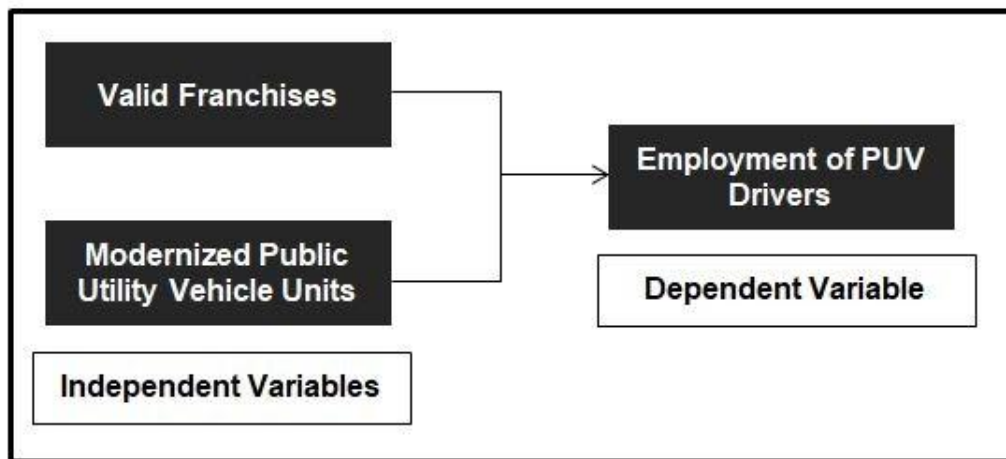 Valid Franchises
Modernized Public
Utility Vehicle Units
Independent Variables
Employment of PUV
Drivers
Dependent Variable